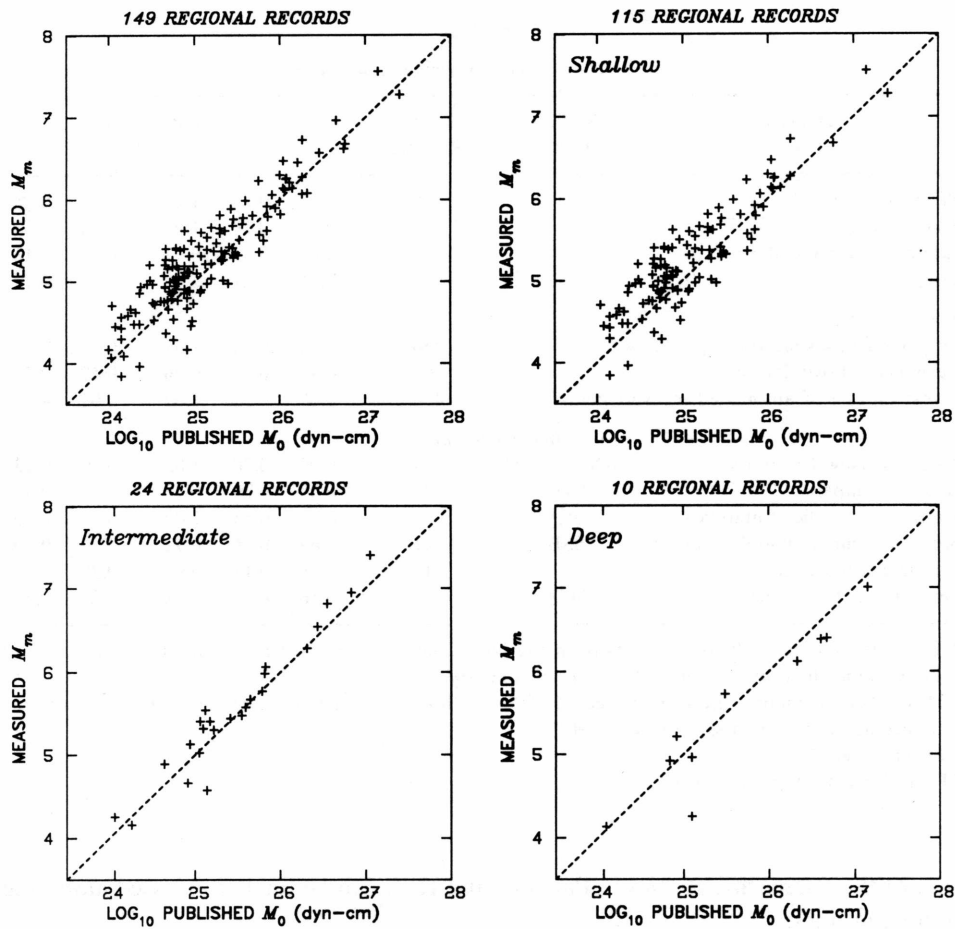 149 REGIONAL RECORDS
8
7
6
5
4
MEASURED Mm
24 25 26 27 28
LOG10 PUBLISHED M0 (dyn-cm)
115 REGIONAL RECORDS
Shallow
8
7
6
5
4
MEASURED Mm
24 25 26 27 28
LOG10 PUBLISHED M0 (dyn-cm)
24 REGIONAL RECORDS
Intermediate
8
7
6
5
4
MEASURED Mm
24 25 26 27 28
LOG10 PUBLISHED M0 (dyn-cm)
10 REGIONAL RECORDS
Deep
8
7
6
5
4
MEASURED Mm
24 25 26 27 28
LOG10 PUBLISHED M0 (dyn-cm)